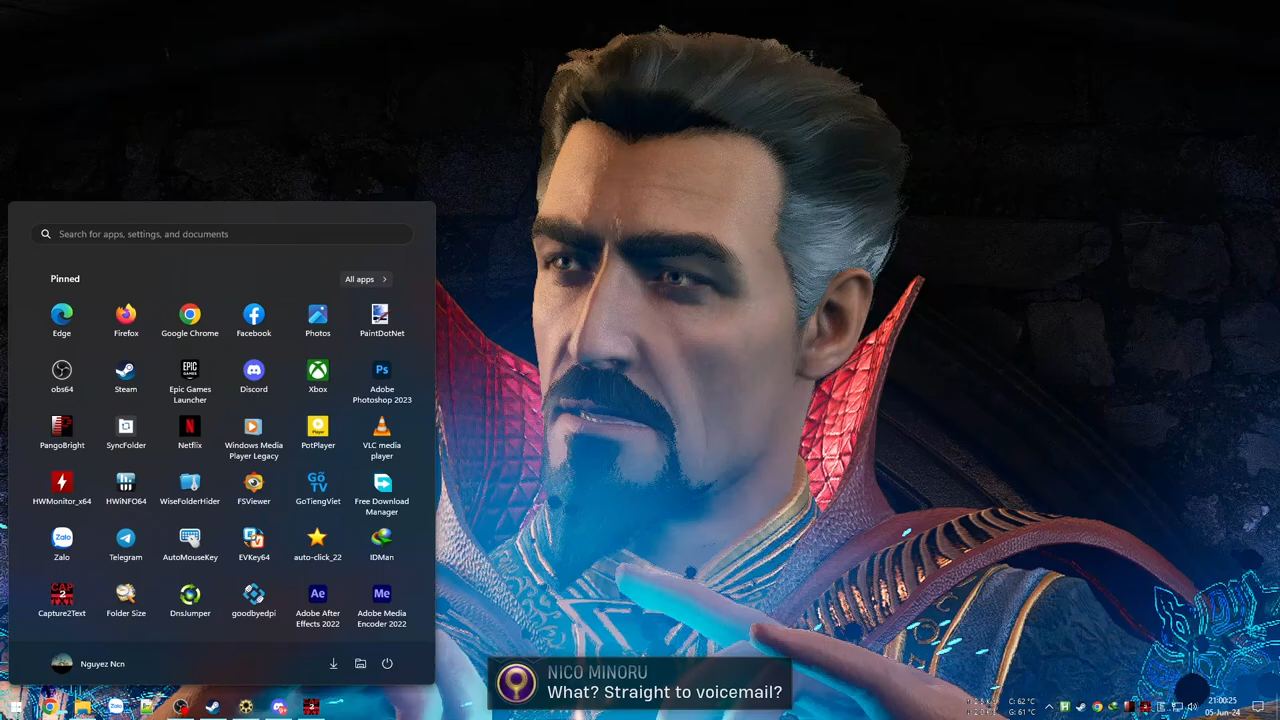 Search for apps, settings, and documents
Pinned
All apps
Edge
Firefox
Google Chrome
Facebook
Photos
PaintDotNet
obs64
Steam
Epic Games Launcher
Discord
Xbox
Adobe Photoshop 2023
PangoBright
SyncFolder
Netflix
Windows Media Player Legacy
PotPlayer
VLC media player
HWMonitor_x64
HWiNFO64
WiseFolderHider
FSViewer
GoTiengViet
Free Download Manager
Zalo
Telegram
AutoMouseKey
EVKey64
auto-click_22
IDMan
Capture2Text
Folder Size
DnsJumper
goodbyedpi
Adobe After Effects 2022
Adobe Media Encoder 2022
Nguyez Ncn
NICO MINORU
What? Straight to voicemail?
C: 62 °C
G: 61 °C
21:00:25
05-Jun-24